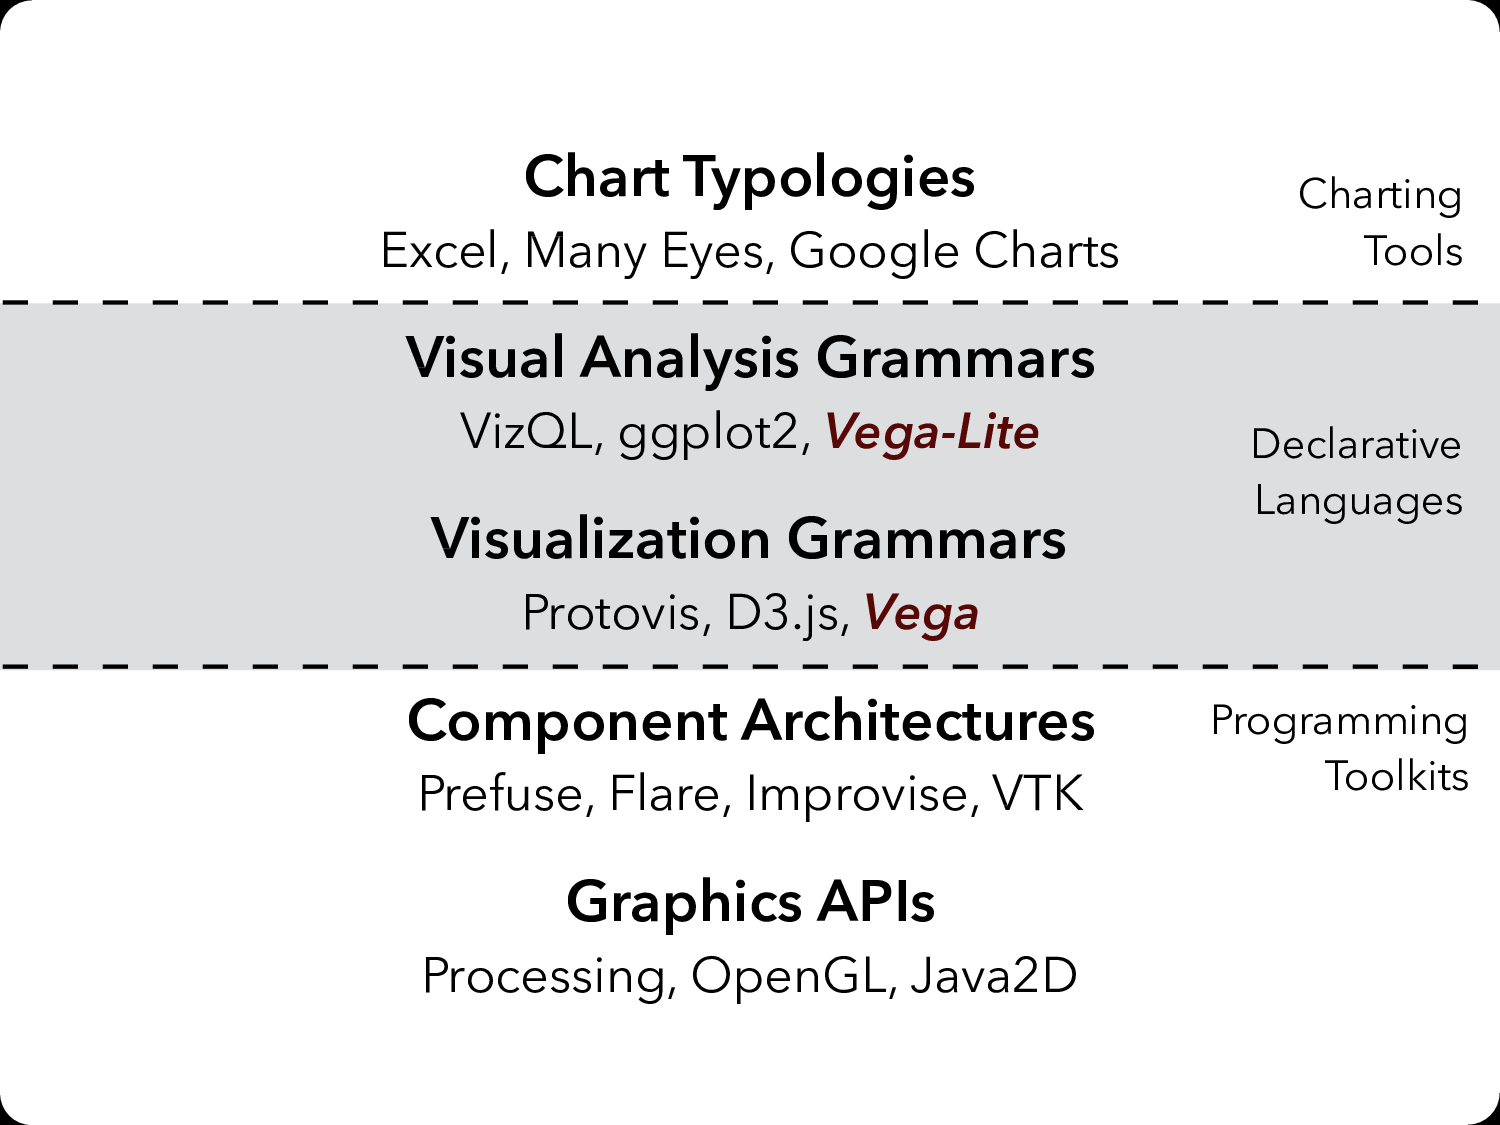 Chart Typologies
Excel, Many Eyes, Google Charts
Charting
Tools
Visual Analysis Grammars
VizQL, ggplot2, Vega-Lite
Visualization Grammars
Protovis, D3.js, Vega
Declarative
Languages
Component Architectures
Prefuse, Flare, Improvise, VTK
Programming
Toolkits
Graphics APIs
Processing, OpenGL, Java2D